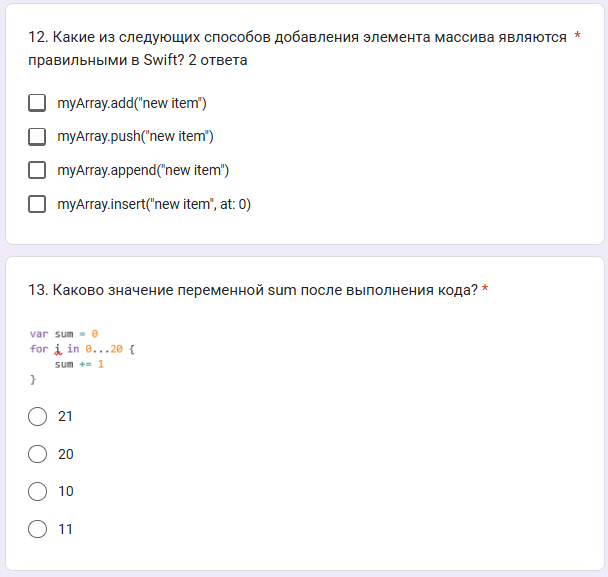 12. Какие из следующих способов добавления элемента массива являются *
правильными в Swift? 2 ответа
myArray.add("new item")
myArray.push("new item")
myArray.append("new item")
myArray.insert("new item", at: 0)
13. Каково значение переменной sum после выполнения кода? *
var sum = 0
for i in 0...20 {
sum += 1
}
21
20
10
11